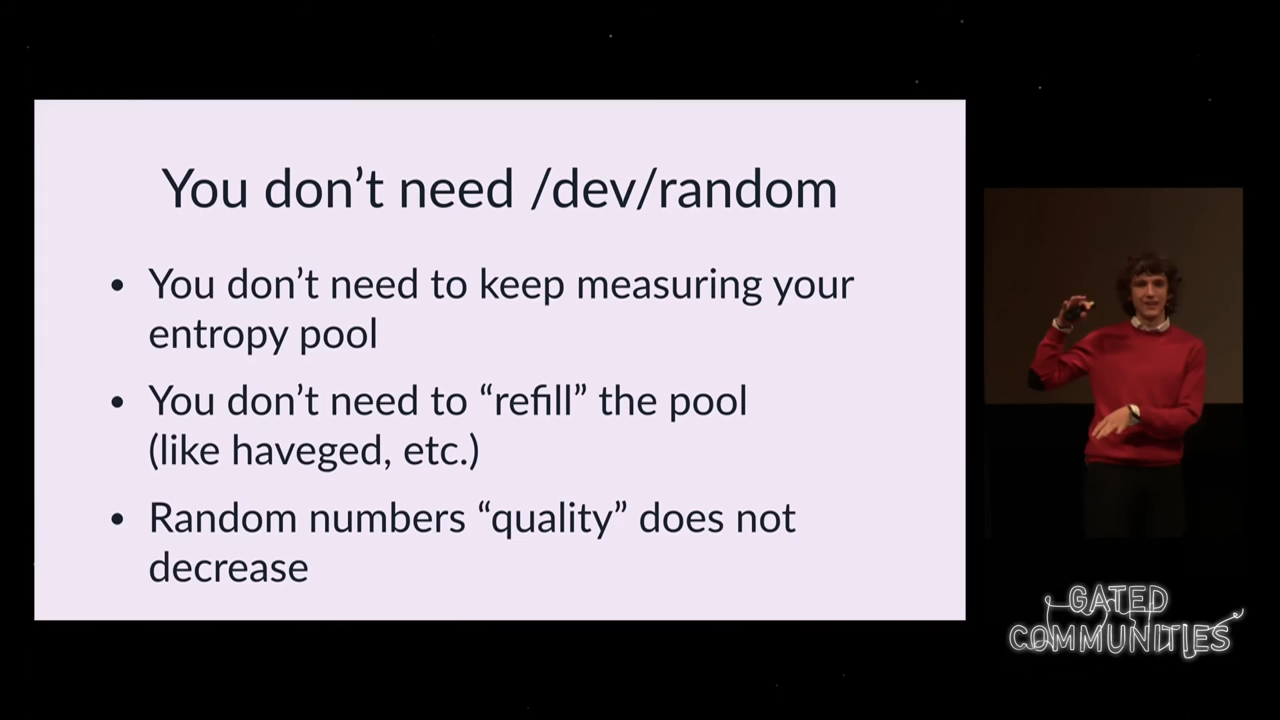 You don’t need /dev/random
• You don’t need to keep measuring your
entropy pool
• You don’t need to “refill” the pool
(like haveged, etc.)
• Random numbers “quality” does not
decrease
GATED
COMMUNITIES